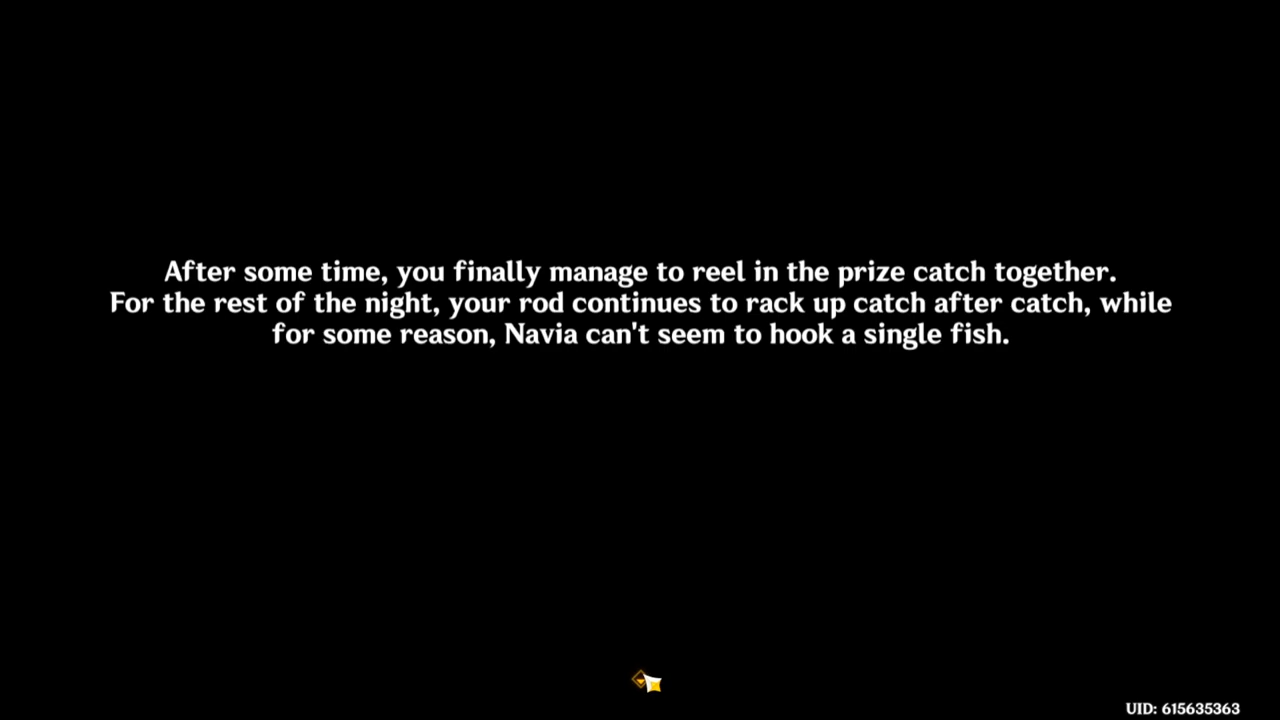 After some time, you finally manage to reel in the prize catch together.
For the rest of the night, your rod continues to rack up catch after catch, while
for some reason, Navia can't seem to hook a single fish.
UID: 615635363